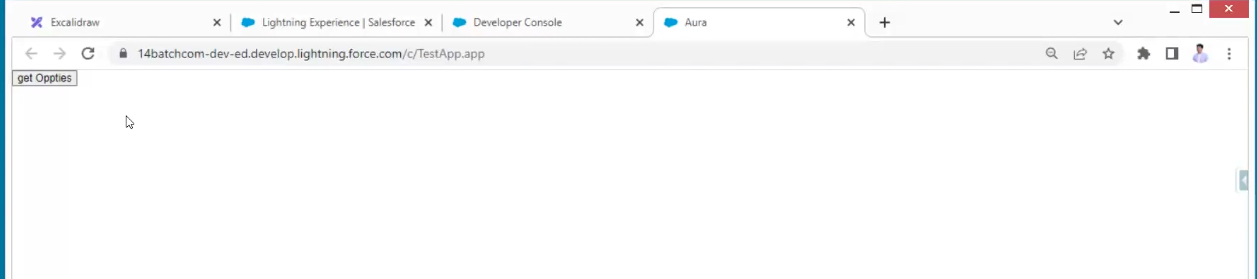 Excalidraw
Lightning Experience | Salesforce
Developer Console
Aura
14batchcom-dev-ed.develop.lightning.force.com/c/TestApp.app
get Oppties